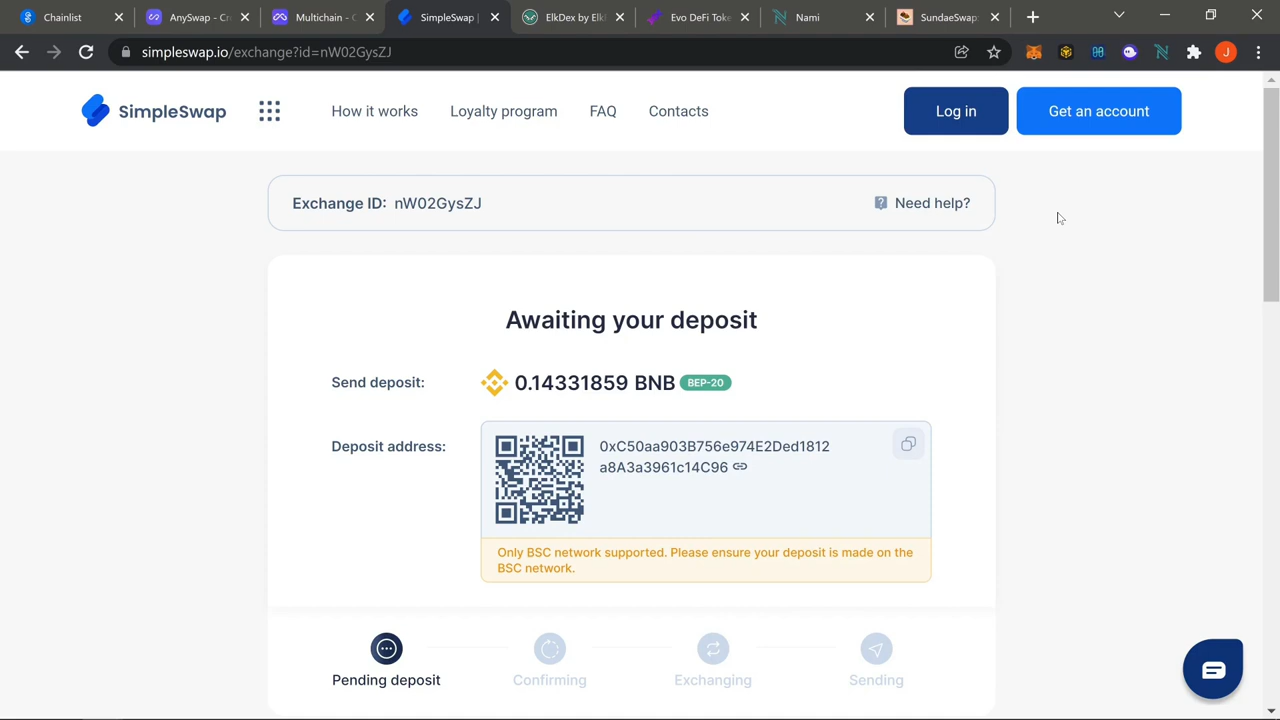 Chainlist
AnySwap - Cr
Multichain - C
SimpleSwap |
ElkDex by Elk
Evo DeFi Toke
Nami
SundaeSwap:
simpleswap.io/exchange?id=nW02GysZJ
J
SimpleSwap
How it works
Loyalty program
FAQ
Contacts
Log in
Get an account
Exchange ID: nW02GysZJ
Need help?
Awaiting your deposit
Send deposit:
0.14331859 BNB BEP-20
Deposit address:
0xC50aa903B756e974E2Ded1812
a8A3a3961c14C96
Only BSC network supported. Please ensure your deposit is made on the
BSC network.
Pending deposit
Confirming
Exchanging
Sending